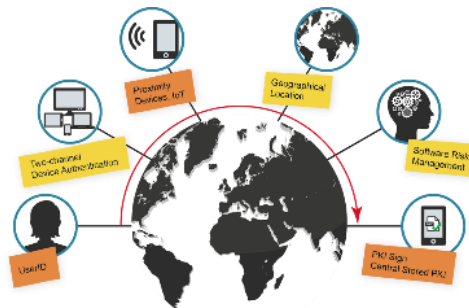 UserID
Two-channel
Device Authentication
Proximity
Devices, IoT
Geographical
Location
Software Risk
Management
PKI Sign
Central Stored PKI